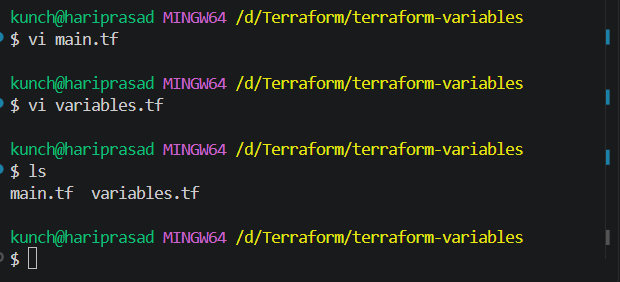 kunch@hariprasad MINGW64 /d/Terraform/terraform-variables
$ vi main.tf
kunch@hariprasad MINGW64 /d/Terraform/terraform-variables
$ vi variables.tf
kunch@hariprasad MINGW64 /d/Terraform/terraform-variables
$ ls
main.tf  variables.tf
kunch@hariprasad MINGW64 /d/Terraform/terraform-variables
$